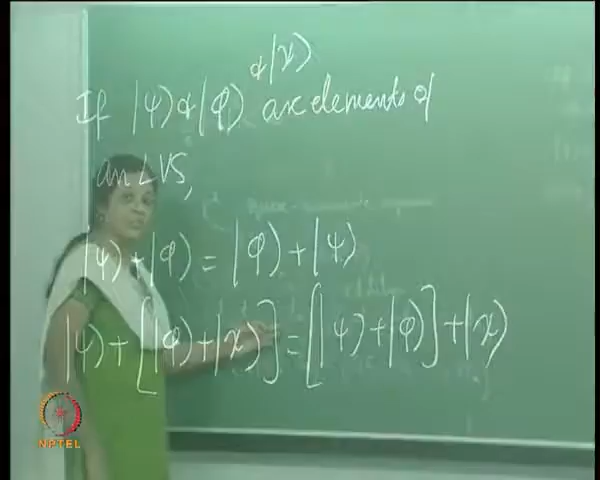 & |χ⟩
If |ψ⟩ & |φ⟩ are elements of
an LVS,
|ψ⟩ + |φ⟩ = |φ⟩ + |ψ⟩
|ψ⟩ + [|φ⟩ + |χ⟩] = [|ψ⟩ + |φ⟩] + |χ⟩
NPTEL